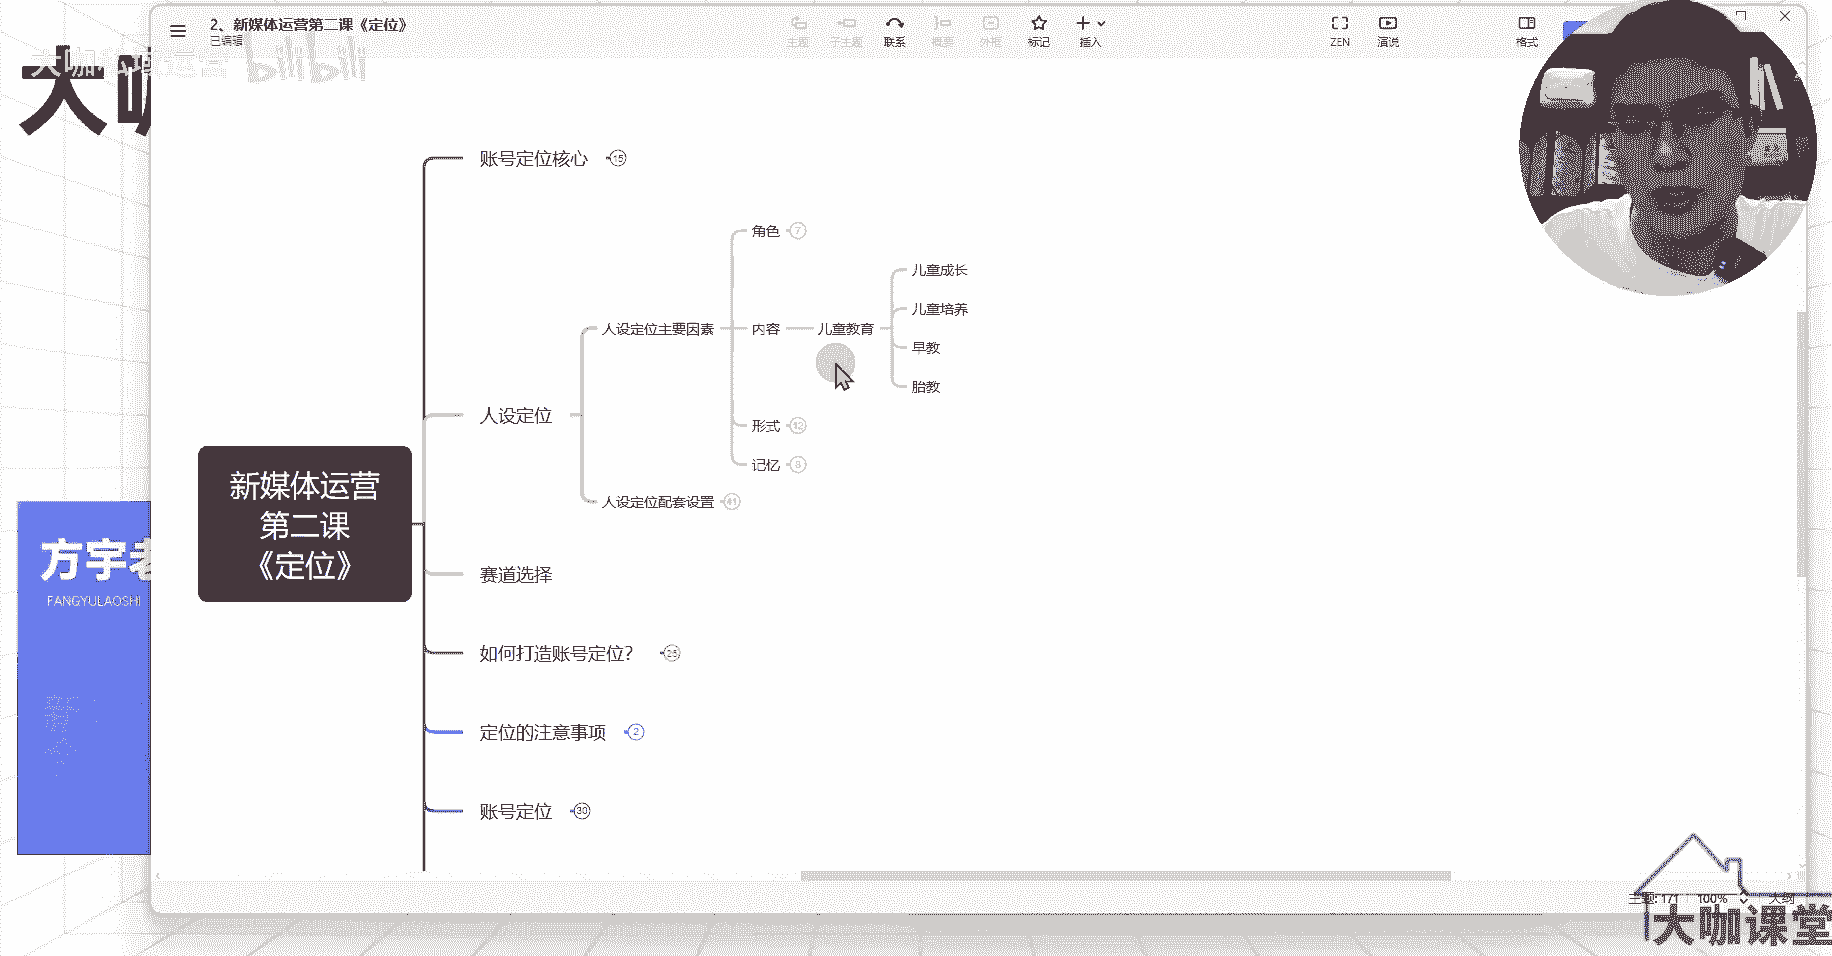 2、新媒体运营第二课《定位》
已编辑
主题
子主题
联系
概要
外框
标记
插入
ZEN
演说
格式
大咖私域运营
bilibili
大咖
账号定位核心 15
角色 7
儿童成长
儿童培养
人设定位主要因素
内容
儿童教育
早教
胎教
人设定位
形式 12
记忆 8
人设定位配套设置 41
新媒体运营
第二课
《定位》
方宇老
FANGYULAOSHI
赛道选择
如何打造账号定位？
定位的注意事项 2
账号定位 30
主题: 171
100%
大纲
大咖课堂